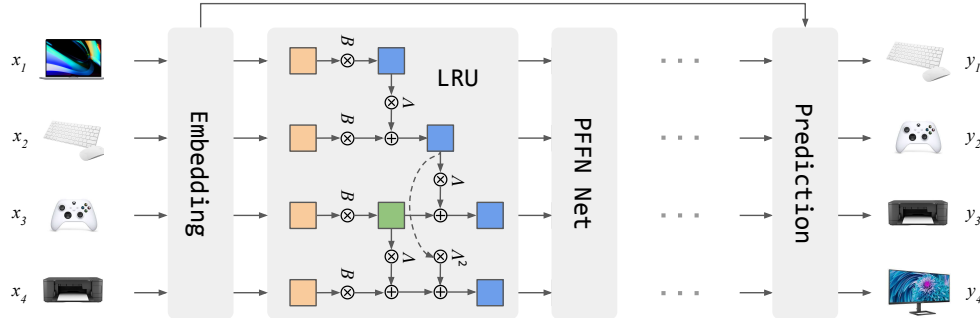 x₁
B
LRU
Λ
x₂
B
Λ
x₃
B
Λ
Λ²
x₄
B
Embedding
PFFN Net
Prediction
y₁
y₂
y₃
y₄